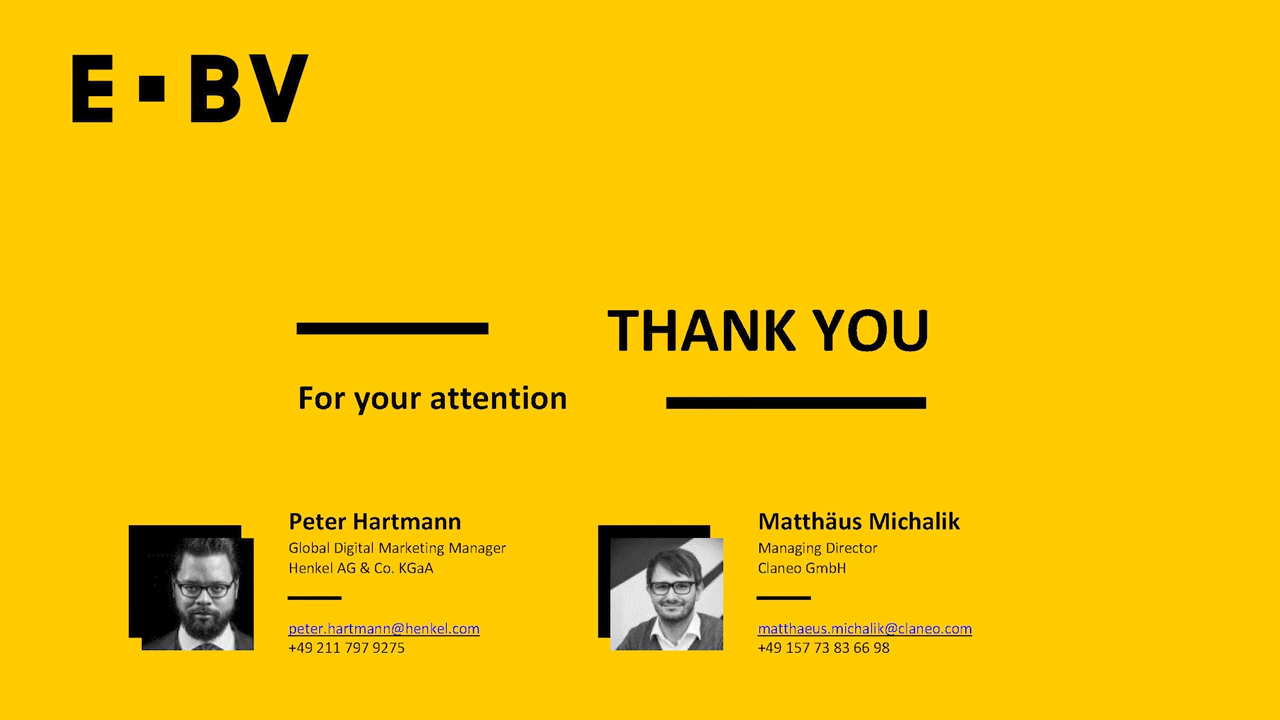 E▪BV
THANK YOU
For your attention
Peter Hartmann
Global Digital Marketing Manager
Henkel AG & Co. KGaA
peter.hartmann@henkel.com
+49 211 797 9275
Matthäus Michalik
Managing Director
Claneo GmbH
matthaeus.michalik@claneo.com
+49 157 73 83 66 98